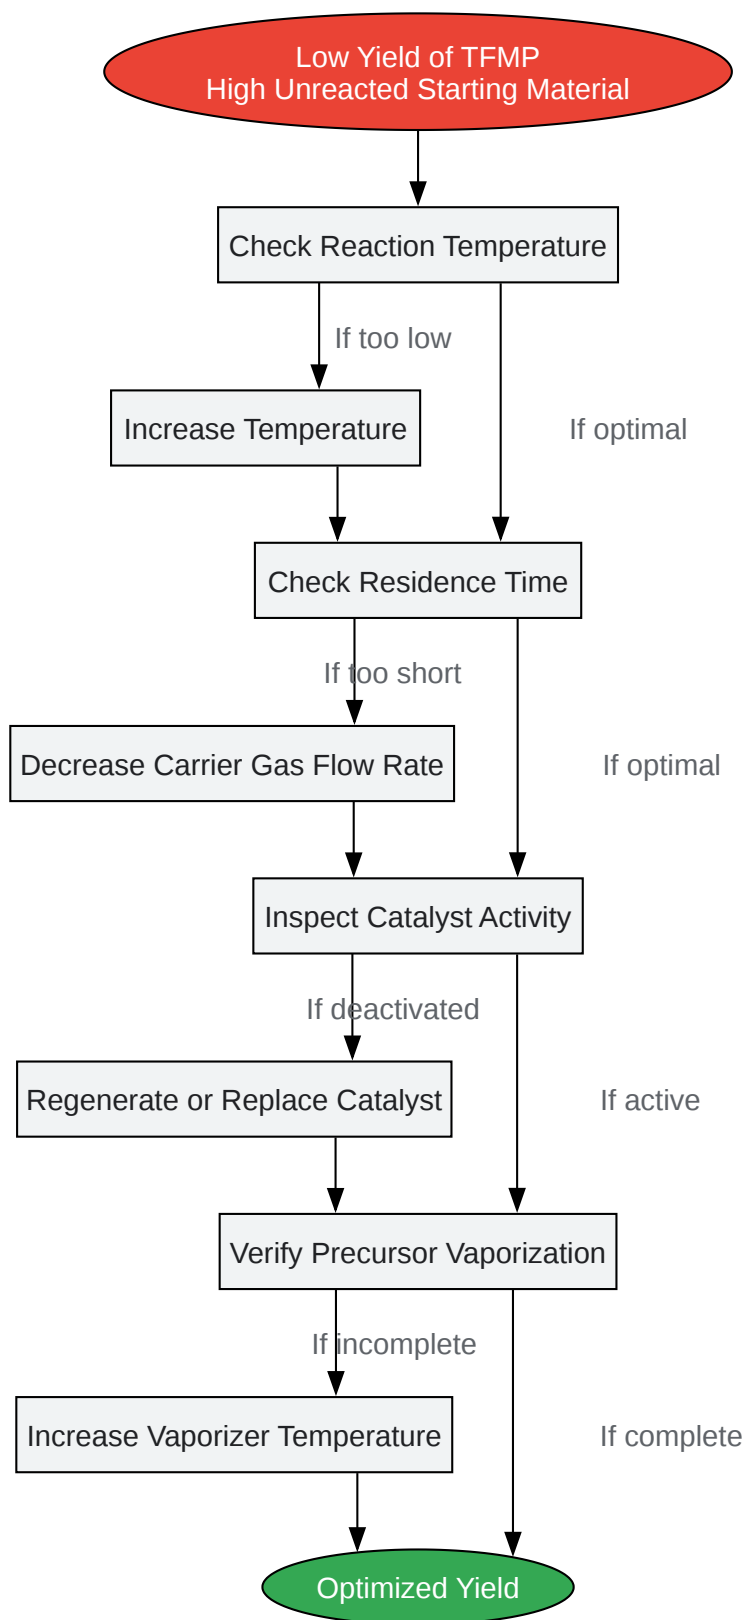 Low Yield of TFMP
High Unreacted Starting Material
Check Reaction Temperature
If too low
Increase Temperature
If optimal
Check Residence Time
If too short
Decrease Carrier Gas Flow Rate
If optimal
Inspect Catalyst Activity
If deactivated
Regenerate or Replace Catalyst
If active
Verify Precursor Vaporization
If incomplete
Increase Vaporizer Temperature
If complete
Optimized Yield